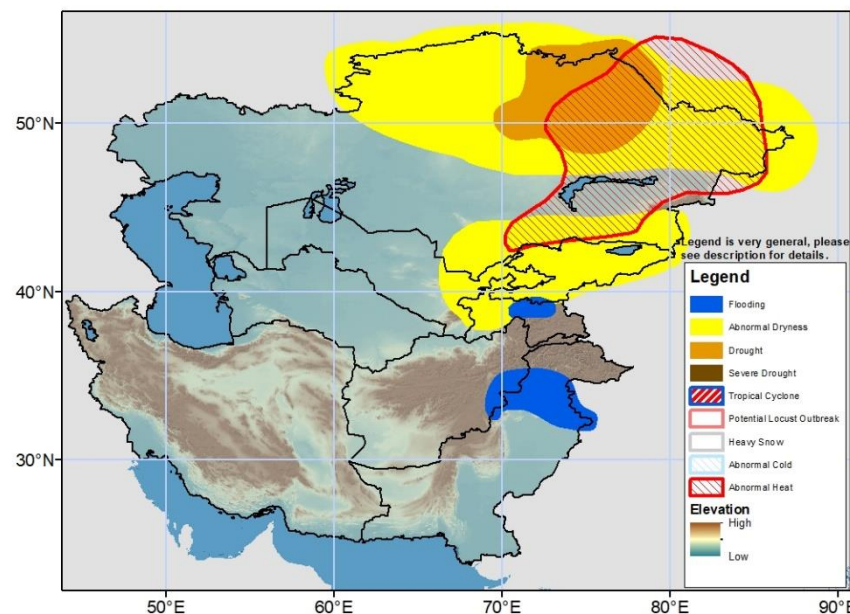 50°N
40°N
30°N
50°E
60°E
70°E
80°E
90°E
Legend is very general, please
see description for details.
Legend
Flooding
Abnormal Dryness
Drought
Severe Drought
Tropical Cyclone
Potential Locust Outbreak
Heavy Snow
Abnormal Cold
Abnormal Heat
Elevation
High
Low